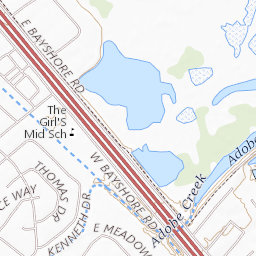 E BAYSHORE RD
The
Girl'S
Mid Sch
W BAYSHORE RD
Adobe Creek
Adobe
THOMAS DR
CE WAY
KENNETH DR
E MEADOW